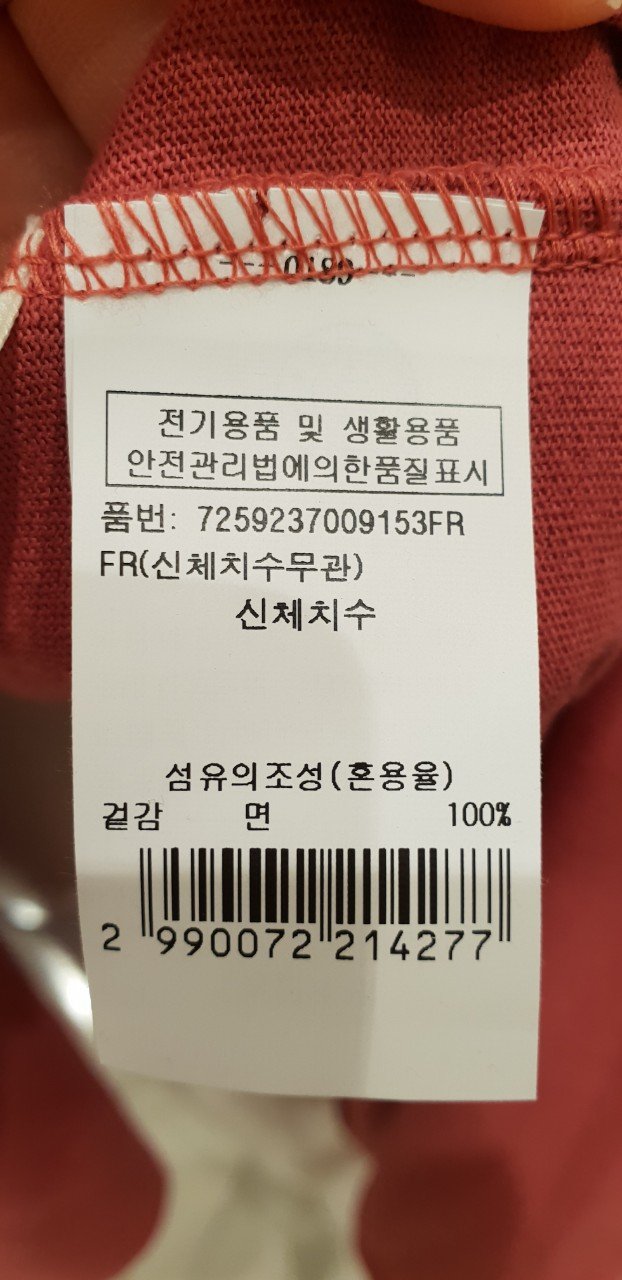 ---0189---
전기용품 및 생활용품
안전관리법에의한품질표시
품번: 7259237009153FR
FR(신체치수무관)
신체치수
섬유의조성(혼용율)
겉감 면 100%
2 990072 214277